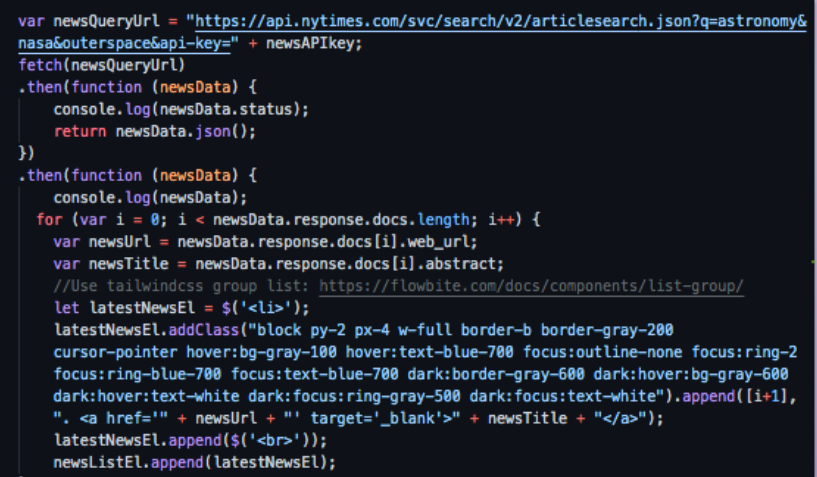 var newsQueryUrl = "https://api.nytimes.com/svc/search/v2/articlesearch.json?q=astronomy&
nasa&outerspace&api-key=" + newsAPIkey;
fetch(newsQueryUrl)
.then(function (newsData) {
    console.log(newsData.status);
    return newsData.json();
})
.then(function (newsData) {
    console.log(newsData);
  for (var i = 0; i < newsData.response.docs.length; i++) {
    var newsUrl = newsData.response.docs[i].web_url;
    var newsTitle = newsData.response.docs[i].abstract;
    //Use tailwindcss group list: https://flowbite.com/docs/components/list-group/
    let latestNewsEl = $('<li>');
    latestNewsEl.addClass("block py-2 px-4 w-full border-b border-gray-200
    cursor-pointer hover:bg-gray-100 hover:text-blue-700 focus:outline-none focus:ring-2
    focus:ring-blue-700 focus:text-blue-700 dark:border-gray-600 dark:hover:bg-gray-600
    dark:hover:text-white dark:focus:ring-gray-500 dark:focus:text-white").append([i+1],
    ". <a href='" + newsUrl + "' target='_blank'>" + newsTitle + "</a>");
    latestNewsEl.append($('<br>'));
    newsListEl.append(latestNewsEl);